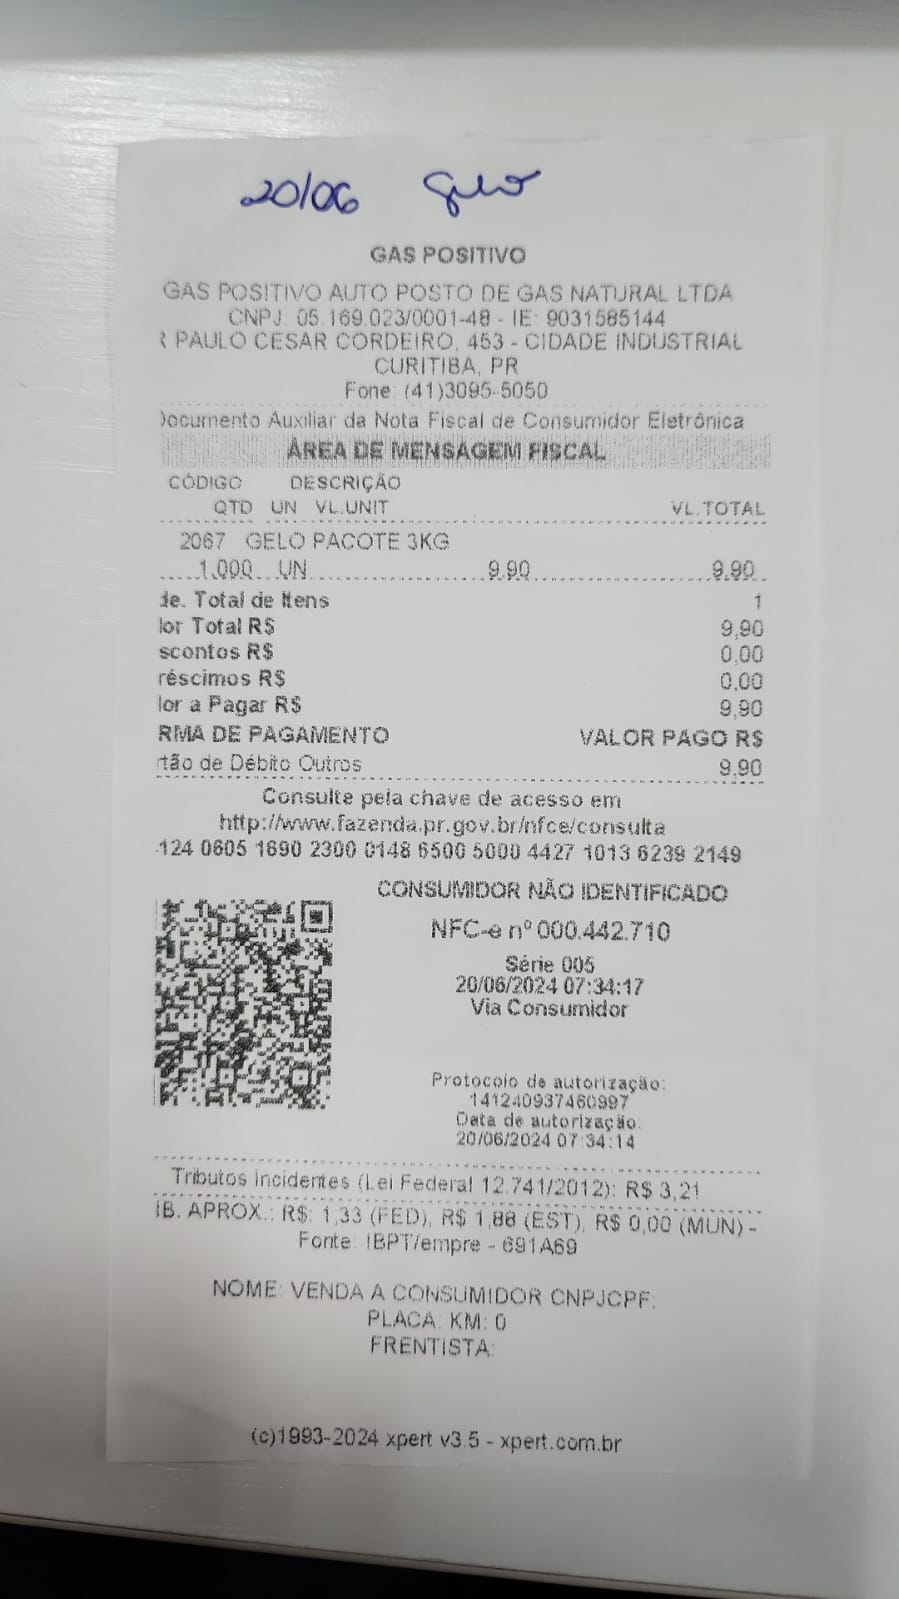 20/06 Gelo
GAS POSITIVO
GAS POSITIVO AUTO POSTO DE GAS NATURAL LTDA
CNPJ: 05.169.023/0001-48 - IE: 9031585144
R PAULO CESAR CORDEIRO, 453 - CIDADE INDUSTRIAL
CURITIBA, PR
Fone: (41)3095-5050
Documento Auxiliar da Nota Fiscal de Consumidor Eletrônica
ÁREA DE MENSAGEM FISCAL
CÓDIGO DESCRIÇÃO
QTD UN VL.UNIT VL.TOTAL
2067 GELO PACOTE 3KG
1.000 UN 9.90 9.90
de. Total de Itens 1
lor Total R$ 9,90
scontos R$ 0,00
réscimos R$ 0,00
lor a Pagar R$ 9,90
RMA DE PAGAMENTO VALOR PAGO R$
rtão de Débito Outros 9.90
Consulte pela chave de acesso em
http://www.fazenda.pr.gov.br/nfce/consulta
124 0605 1690 2300 0148 6500 5000 4427 1013 6239 2149
CONSUMIDOR NÃO IDENTIFICADO
NFC-e nº 000.442.710
Série 005
20/06/2024 07:34:17
Via Consumidor
Protocolo de autorização:
141240937460997
Data de autorização:
20/06/2024 07:34:14
Tributos incidentes (Lei Federal 12.741/2012): R$ 3,21
IB. APROX.: R$: 1,33 (FED), R$ 1,88 (EST), R$ 0,00 (MUN) -
Fonte: IBPT/empre - 691A69
NOME: VENDA A CONSUMIDOR CNPJCPF:
PLACA: KM: 0
FRENTISTA:
(c)1993-2024 xpert v3.5 - xpert.com.br